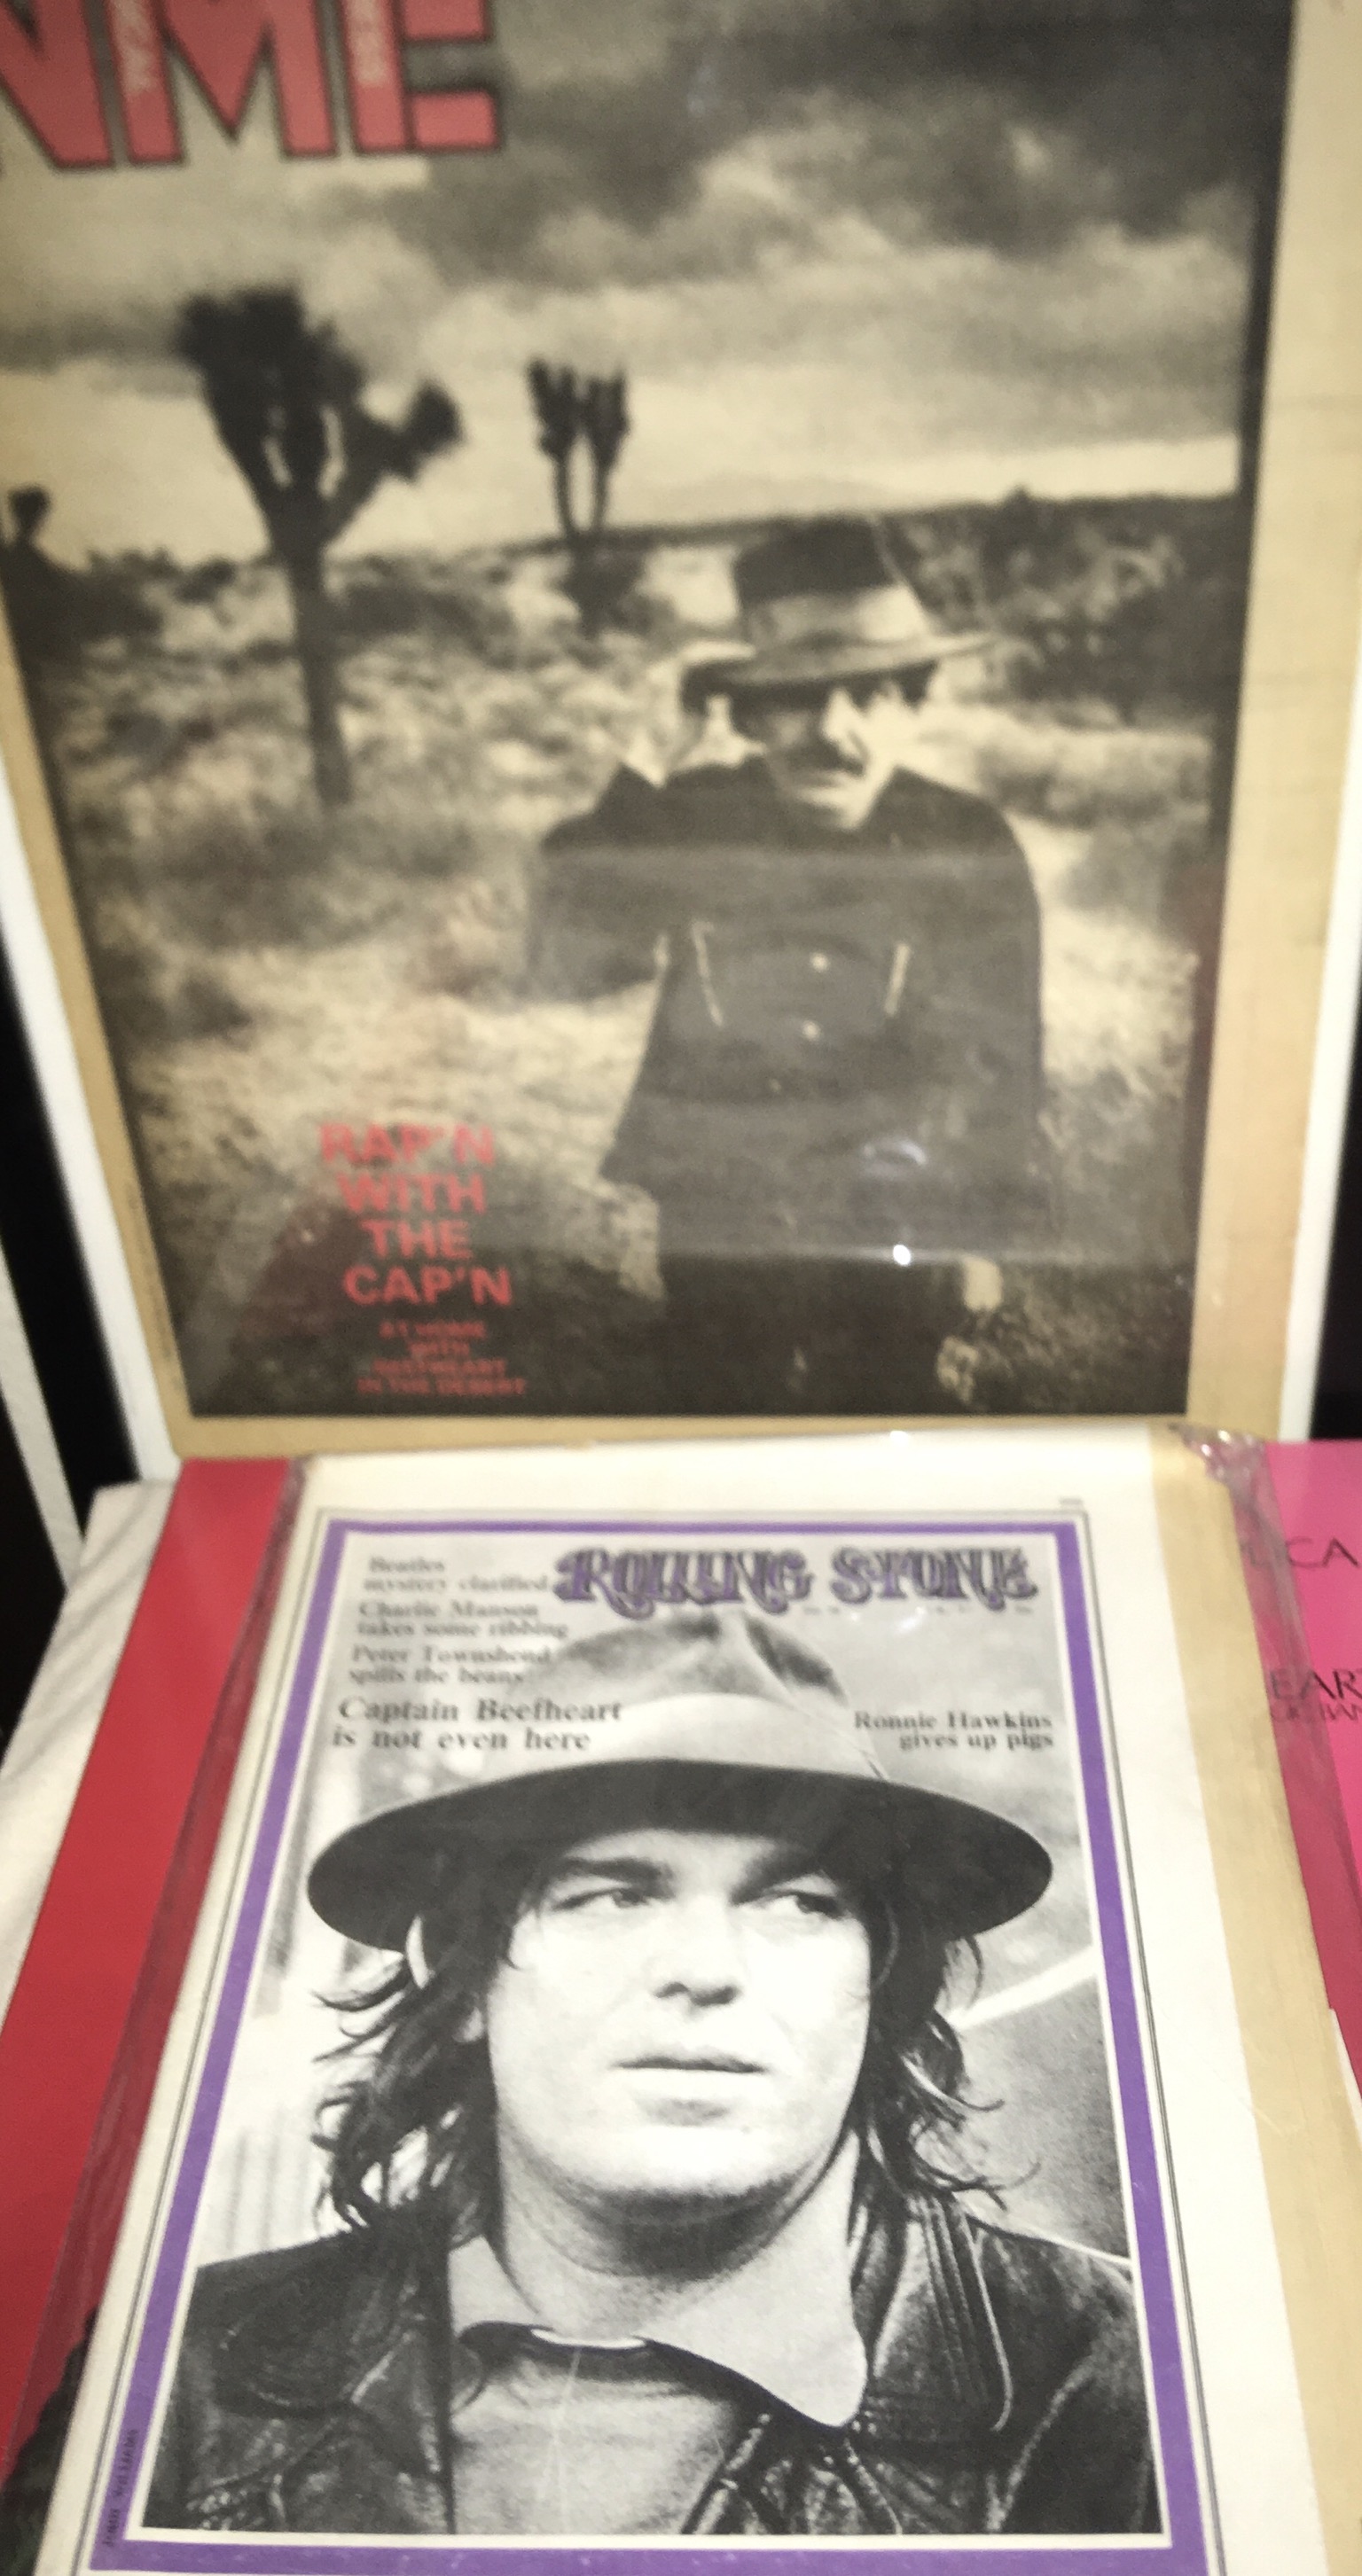 NME
RAP'N
WITH
THE
CAP'N
AT HOME
WITH
BEEFHEART
IN THE DESERT
ROLLING STONE
Beatles
mystery clarified
Charlie Manson
takes some ribbing
Peter Townshend
spills the beans
Captain Beefheart
is not even here
Ronnie Hawkins
gives up pigs
CA
EAR